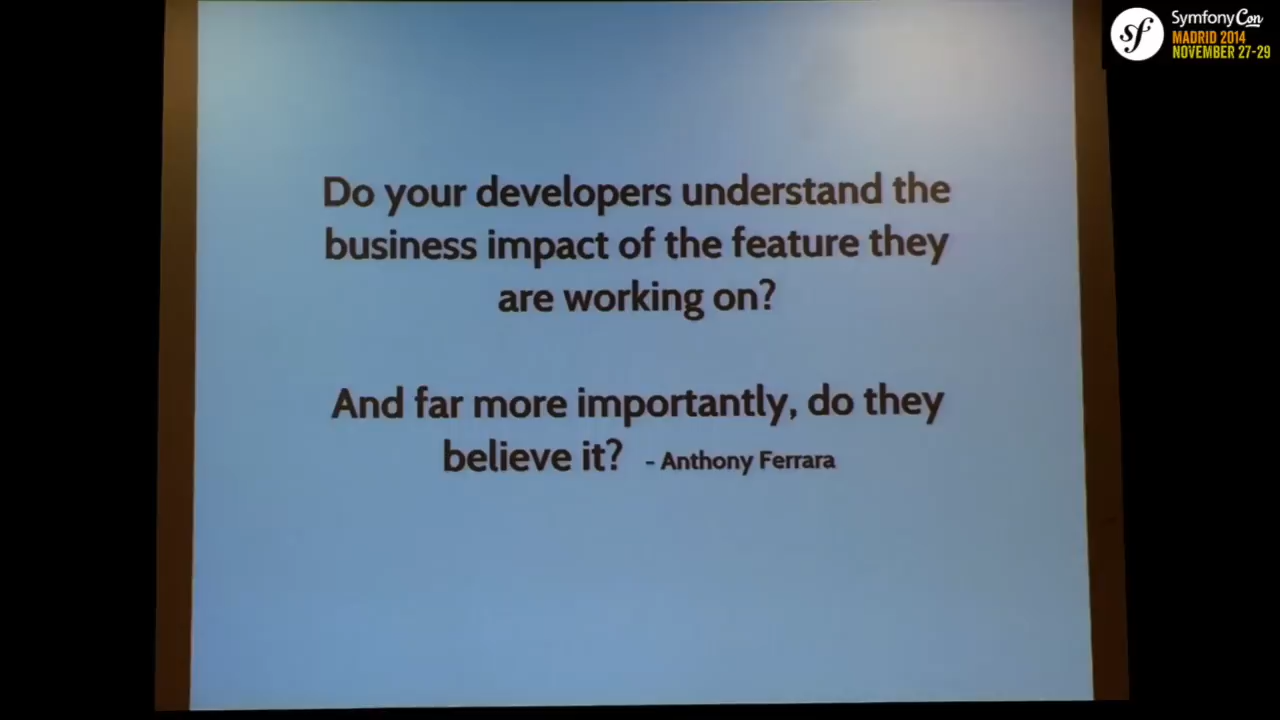 SymfonyCon
MADRID 2014
NOVEMBER 27-29
sf
Do your developers understand the
business impact of the feature they
are working on?
And far more importantly, do they
believe it? - Anthony Ferrara